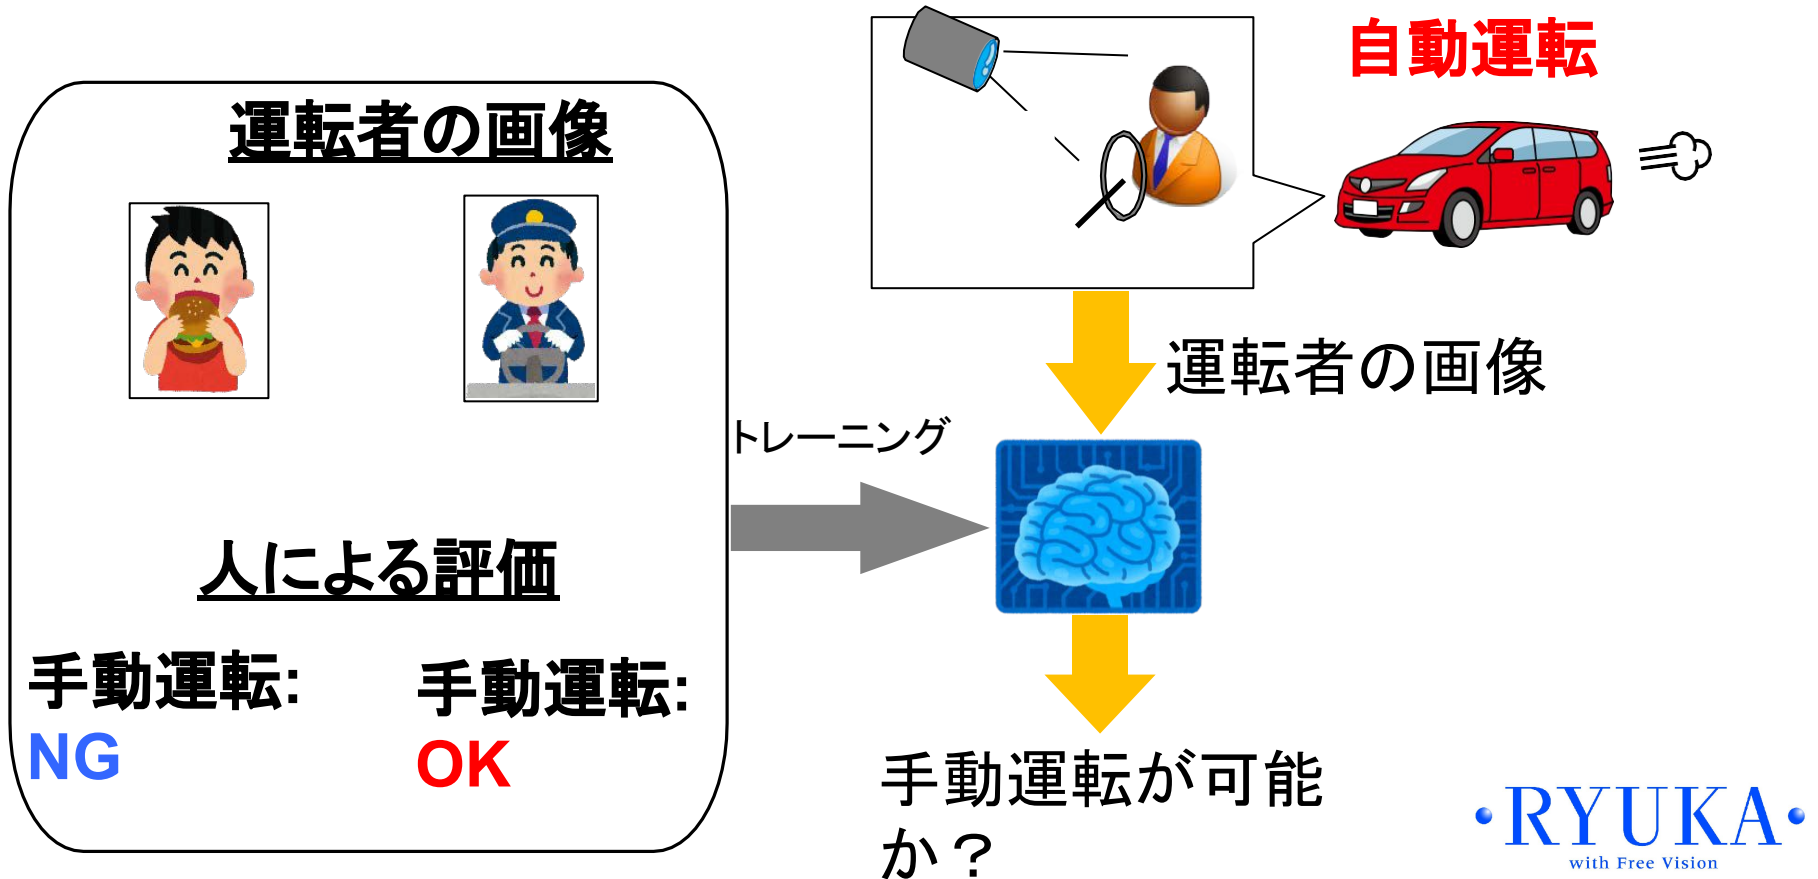 運転者の画像
人による評価
手動運転:
NG
手動運転:
OK
トレーニング
自動運転
運転者の画像
手動運転が可能
か？
・RYUKA・
with Free Vision